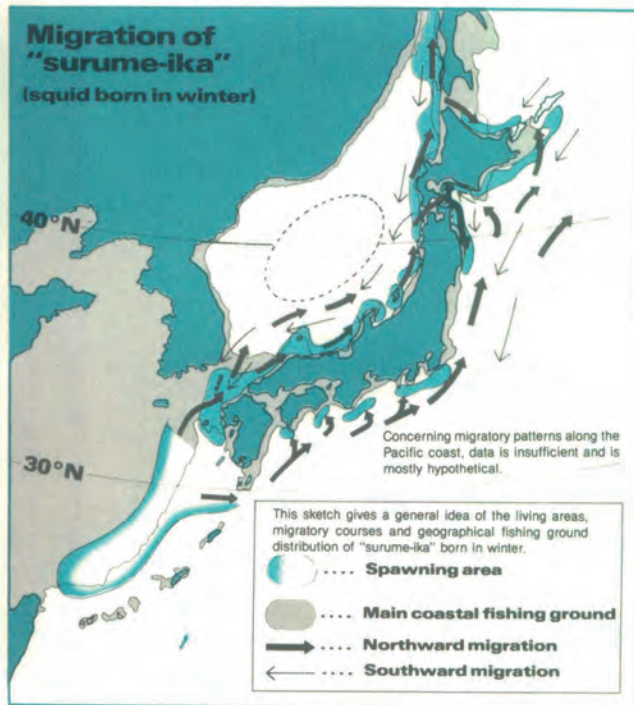 Migration of
"surume-ika"
(squid born in winter)
40°N
30°N
Concerning migratory patterns along the
Pacific coast, data is insufficient and is
mostly hypothetical.
This sketch gives a general idea of the living areas,
migratory courses and geographical fishing ground
distribution of "surume-ika" born in winter.
.... Spawning area
.... Main coastal fishing ground
.... Northward migration
.... Southward migration